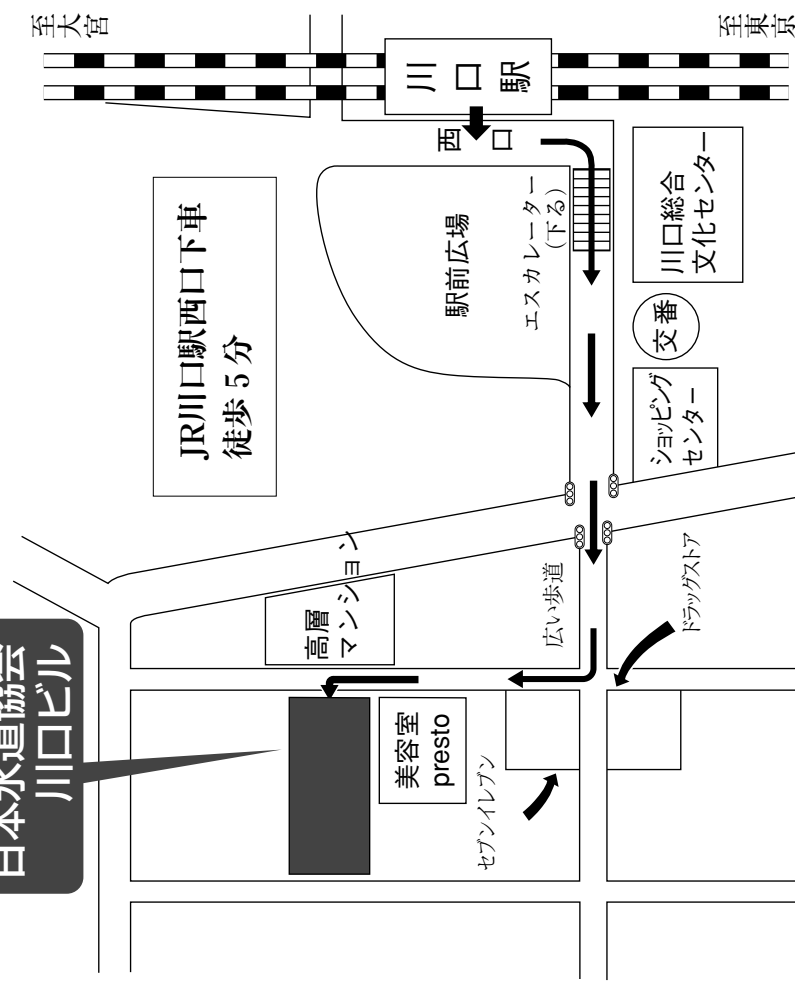 至大宮
至東京
川口駅
西口
エスカレーター
(下る)
駅前広場
川口総合
文化センター
交番
ショッピング
センター
JR川口駅西口下車
徒歩5分
高層
マンション
広い歩道
ドラッグストア
日本水道協会
川口ビル
美容室
presto
セブンイレブン